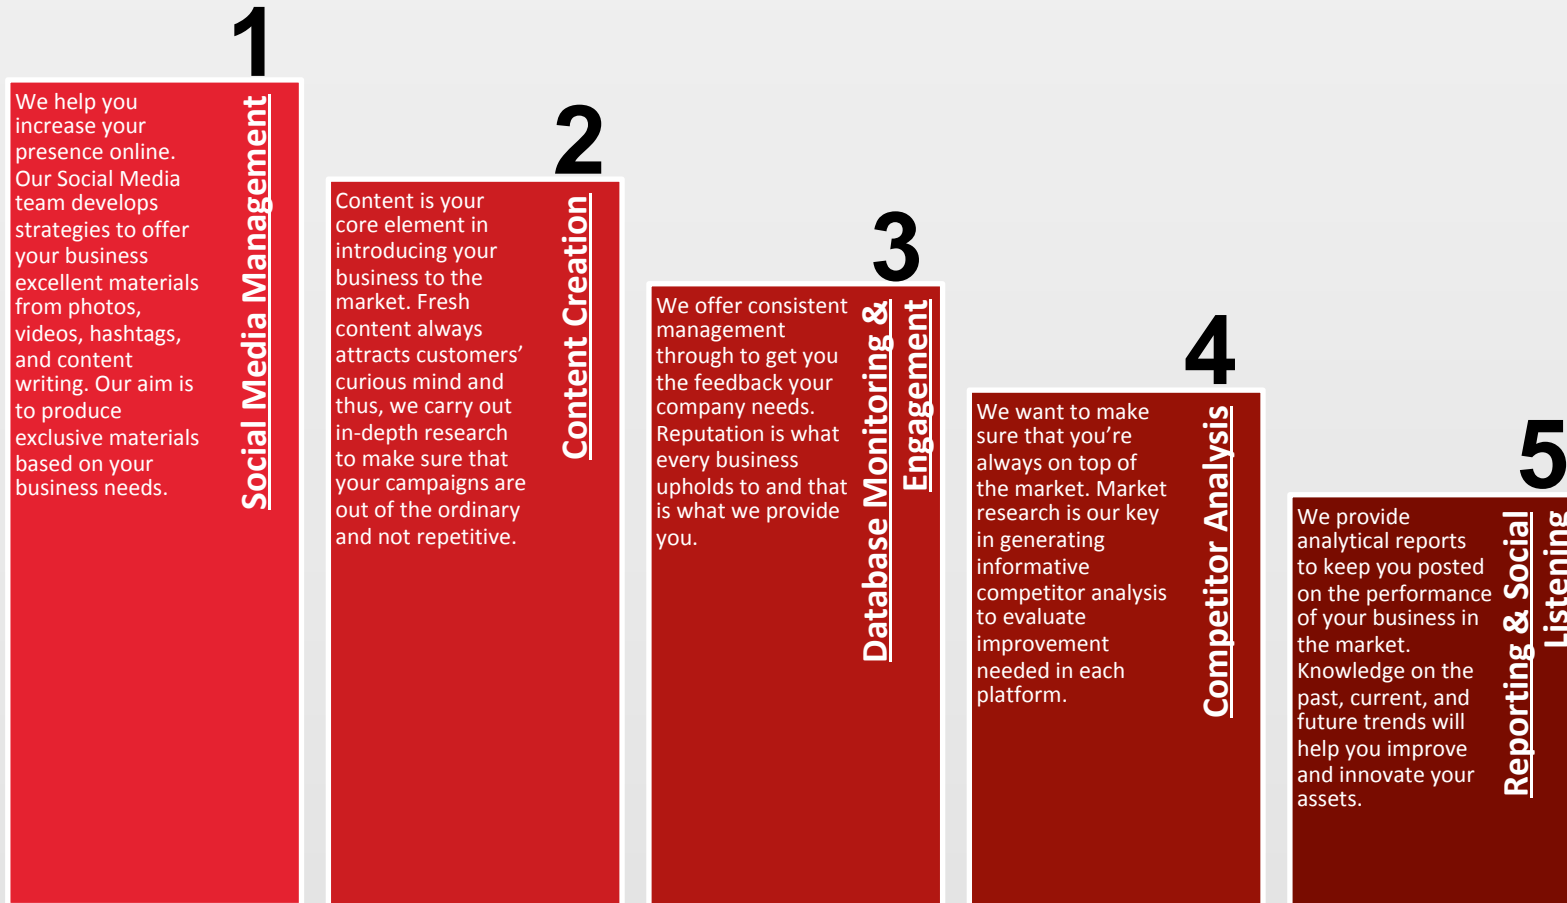 1
We help you
increase your
presence online.
Our Social Media
team develops
strategies to offer
your business
excellent materials
from photos,
videos, hashtags,
and content
writing. Our aim is
to produce
exclusive materials
based on your
business needs.
Social Media Management
2
Content is your
core element in
introducing your
business to the
market. Fresh
content always
attracts customers’
curious mind and
thus, we carry out
in-depth research
to make sure that
your campaigns are
out of the ordinary
and not repetitive.
Content Creation
3
We offer consistent
management
through to get you
the feedback your
company needs.
Reputation is what
every business
upholds to and that
is what we provide
you.
Database Monitoring &
Engagement
4
We want to make
sure that you’re
always on top of
the market. Market
research is our key
in generating
informative
competitor analysis
to evaluate
improvement
needed in each
platform.
Competitor Analysis
5
We provide
analytical reports
to keep you posted
on the performance
of your business in
the market.
Knowledge on the
past, current, and
future trends will
help you improve
and innovate your
assets.
Reporting & Social
Listening